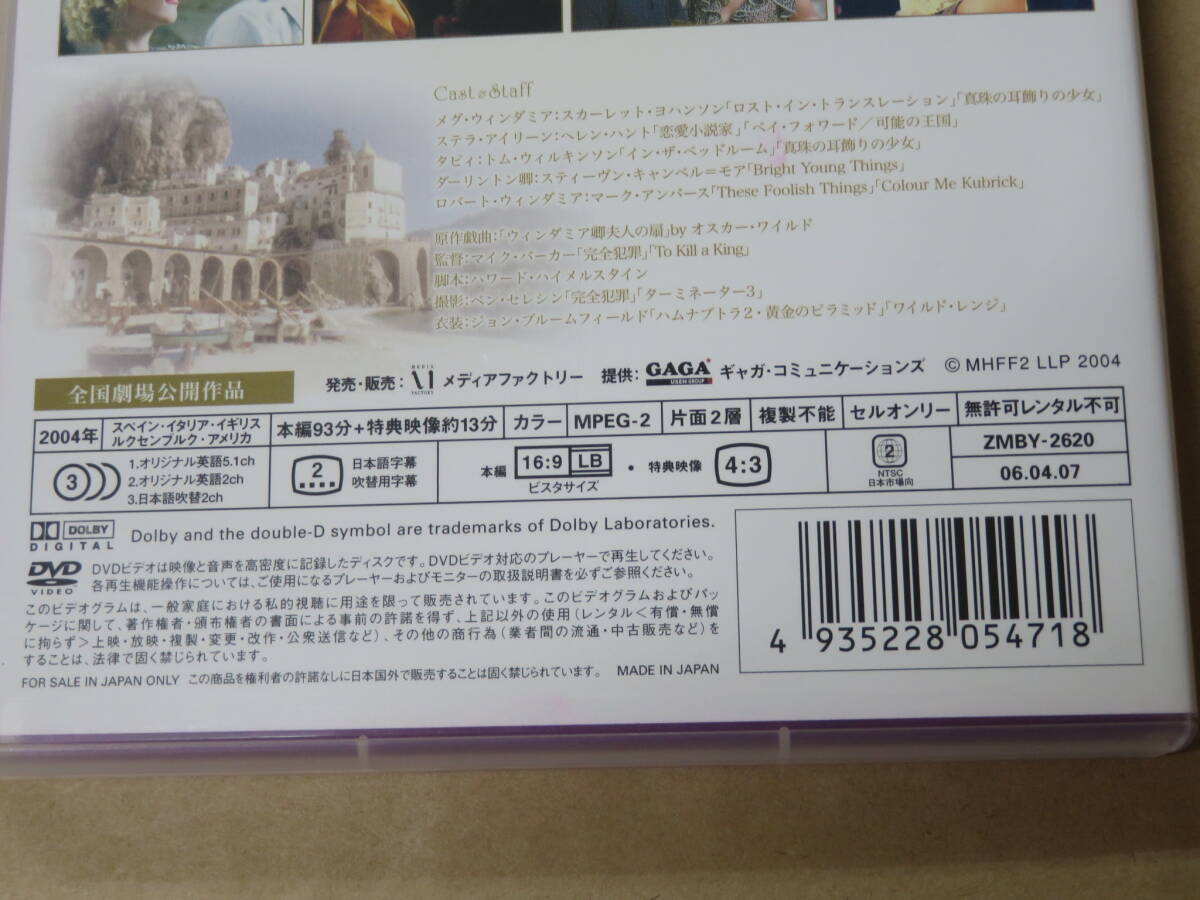 Cast & Staff
メグ・ウィンダミア：スカーレット・ヨハンソン「ロスト・イン・トランスレーション」「真珠の耳飾りの少女」
ステラ・アイリーン：ヘレン・ハント「恋愛小説家」「ペイ・フォワード／可能の王国」
タビィ：トム・ウィルキンソン「イン・ザ・ベッドルーム」「真珠の耳飾りの少女」
ダーリントン卿：スティーヴン・キャンベル＝モア「Bright Young Things」
ロバート・ウィンダミア：マーク・アンバース「These Foolish Things」「Colour Me Kubrick」
原作戯曲：「ウィンダミア卿夫人の扇」by オスカー・ワイルド
監督：マイク・バーカー「完全犯罪」「To Kill a King」
脚本：ハワード・ハイメルスタイン
撮影：ベン・セレシン「完全犯罪」「ターミネーター3」
衣装：ジョン・ブルームフィールド「ハムナプトラ2・黄金のピラミッド」「ワイルド・レンジ」
全国劇場公開作品
発売・販売： MEDIA FACTORY メディアファクトリー 提供： GAGA USEN GROUP ギャガ・コミュニケーションズ © MHFF2 LLP 2004
2004年 スペイン・イタリア・イギリス ルクセンブルク・アメリカ 本編93分+特典映像約13分 カラー MPEG-2 片面2層 複製不能 セルオンリー 無許可レンタル不可
3 1.オリジナル英語5.1ch
2.オリジナル英語2ch
3.日本語吹替2ch
2 日本語字幕
吹替用字幕
本編 16:9 LB ビスタサイズ ・ 特典映像 4:3
2 NTSC 日本市場向
ZMBY-2620
06.04.07
DOLBY DIGITAL Dolby and the double-D symbol are trademarks of Dolby Laboratories.
DVD VIDEO DVDビデオは映像と音声を高密度に記録したディスクです。DVDビデオ対応のプレーヤーで再生してください。
各再生機能操作については、ご使用になるプレーヤーおよびモニターの取扱説明書を必ずご参照ください。
このビデオグラムは、一般家庭における私的視聴に用途を限って販売されています。このビデオグラムおよびパッ
ケージに関して、著作権者・頒布権者の書面による事前の許諾を得ず、上記以外の使用（レンタル＜有償・無償
に拘らず＞上映・放映・複製・変更・改作・公衆送信など）、その他の商行為（業者間の流通・中古販売など）を
することは、法律で固く禁じられています。
FOR SALE IN JAPAN ONLY この商品を権利者の許諾なしに日本国外で販売することは固く禁じられています。 MADE IN JAPAN
4 935228 054718